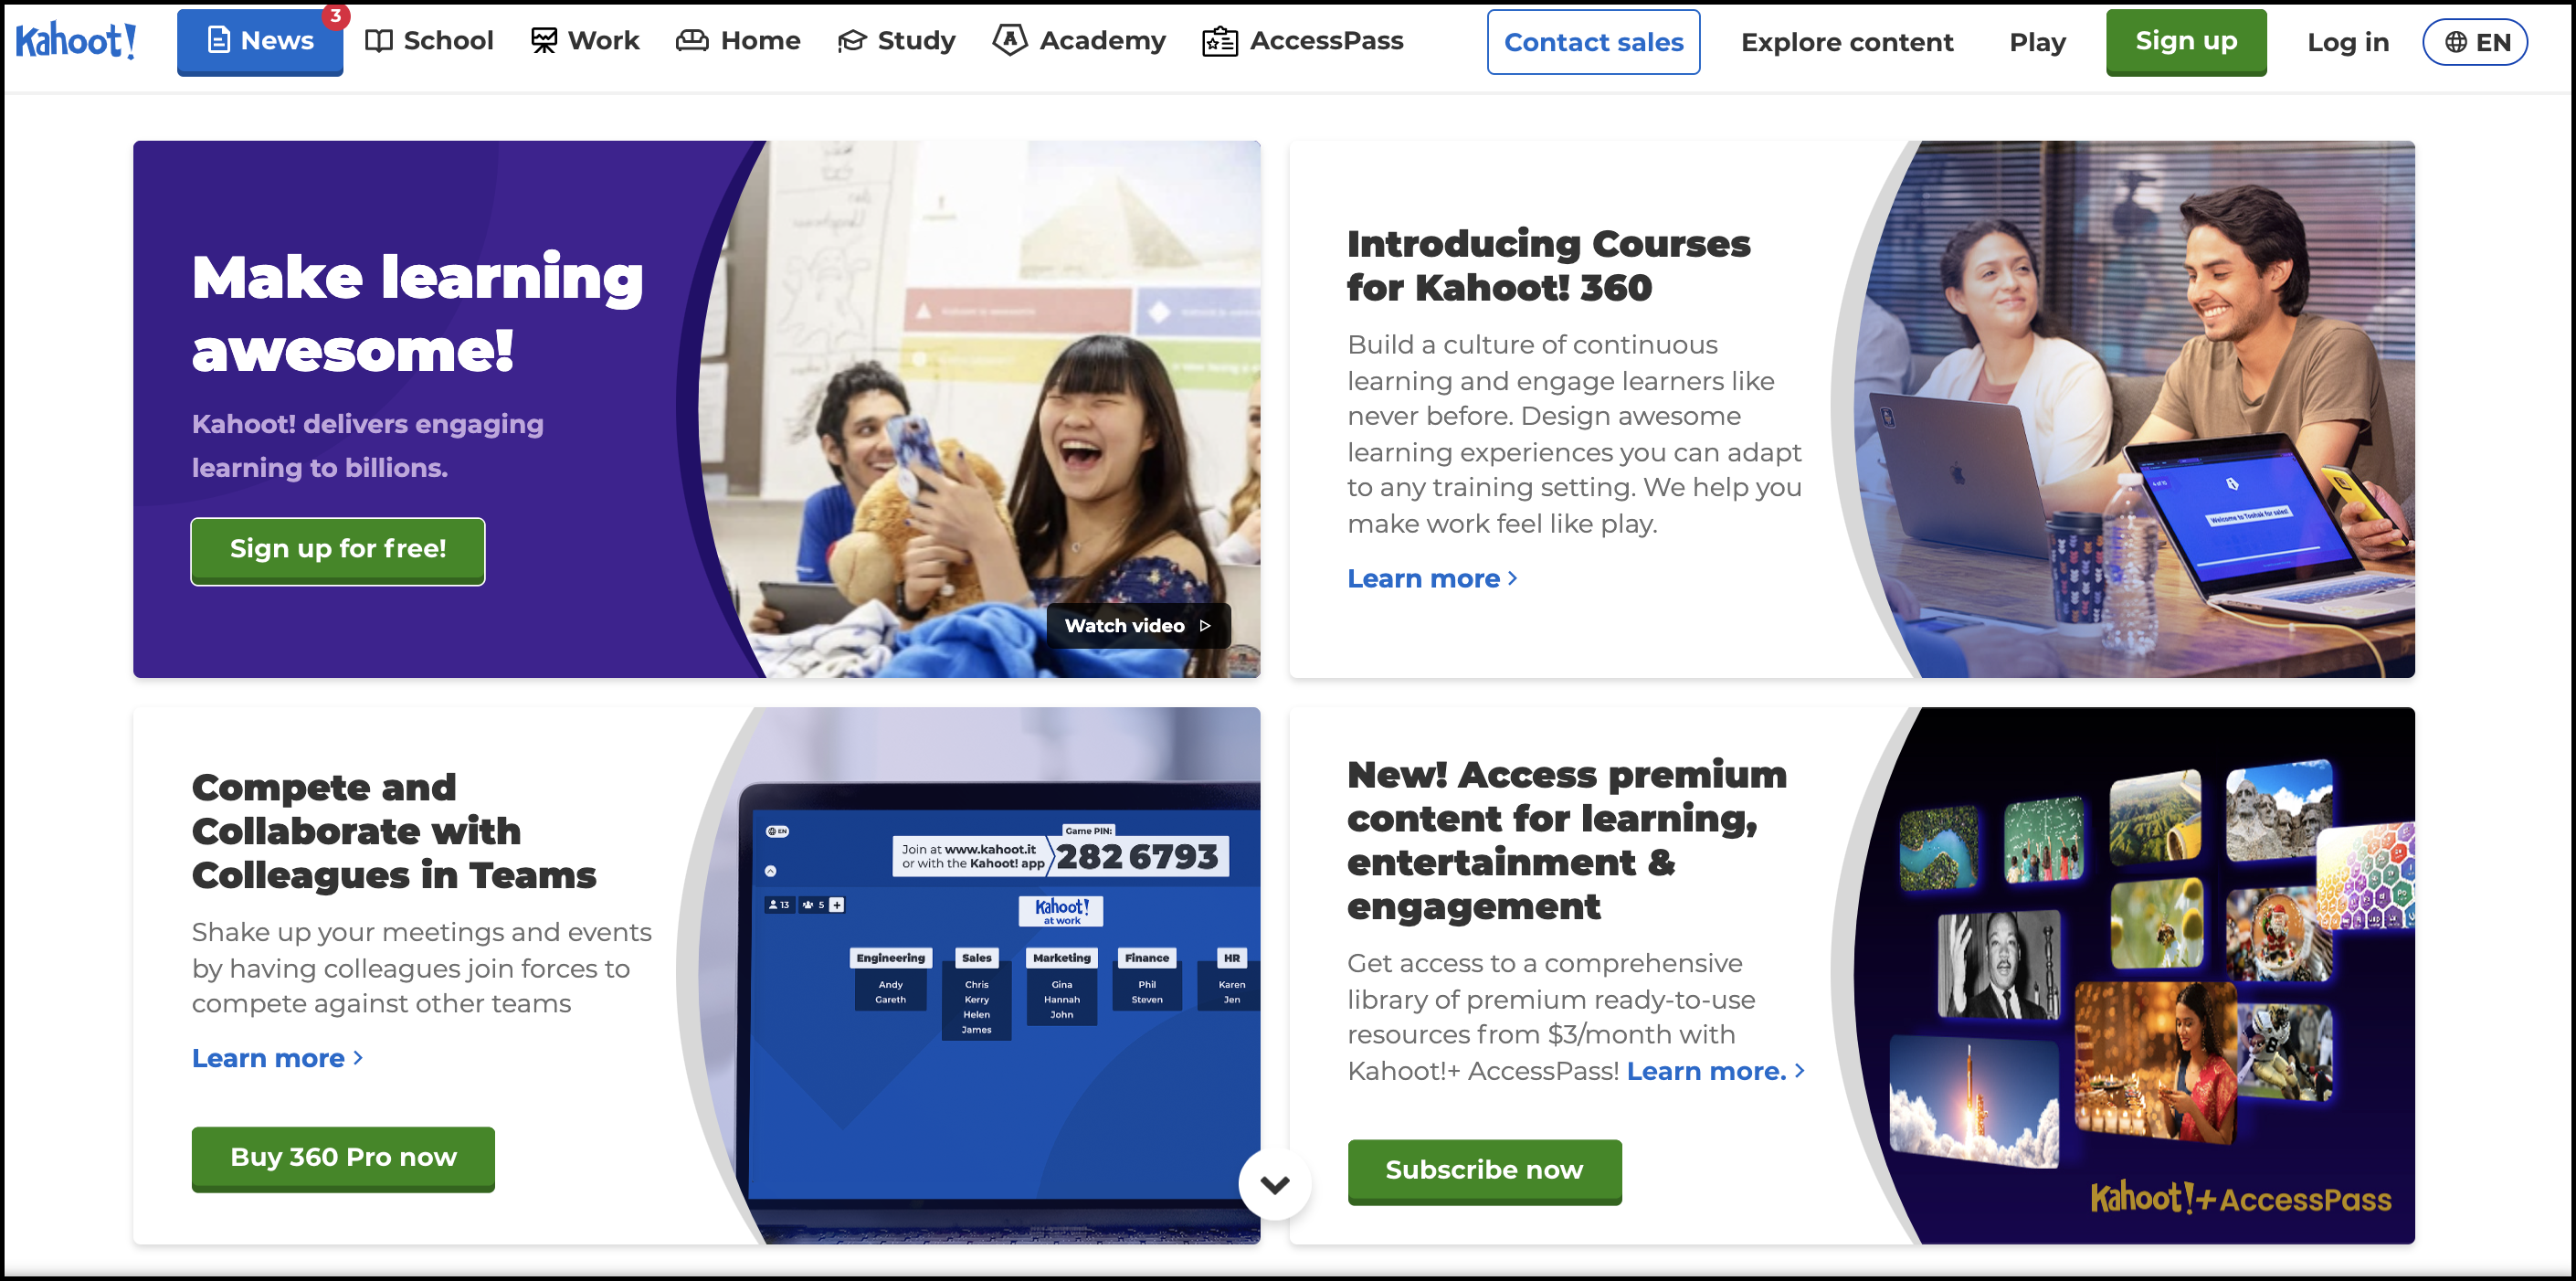 Kahoot!
News
3
School
Work
Home
Study
Academy
AccessPass
Contact sales
Explore content
Play
Sign up
Log in
EN
Make learning
awesome!
Kahoot! delivers engaging
learning to billions.
Sign up for free!
Watch video
Introducing Courses
for Kahoot! 360
Build a culture of continuous
learning and engage learners like
never before. Design awesome
learning experiences you can adapt
to any training setting. We help you
make work feel like play.
Learn more
Welcome to Toohak for sales!
Compete and
Collaborate with
Colleagues in Teams
Shake up your meetings and events
by having colleagues join forces to
compete against other teams
Learn more
Buy 360 Pro now
EN
Join at www.kahoot.it
or with the Kahoot! app
Game PIN:
282 6793
13
5
+
Kahoot!
at work
Engineering
Andy
Gareth
Sales
Chris
Kerry
Helen
James
Marketing
Gina
Hannah
John
Finance
Phil
Steven
HR
Karen
Jen
New! Access premium
content for learning,
entertainment &
engagement
Get access to a comprehensive
library of premium ready-to-use
resources from $3/month with
Kahoot!+ AccessPass! Learn more.
Subscribe now
Kahoot!+AccessPass